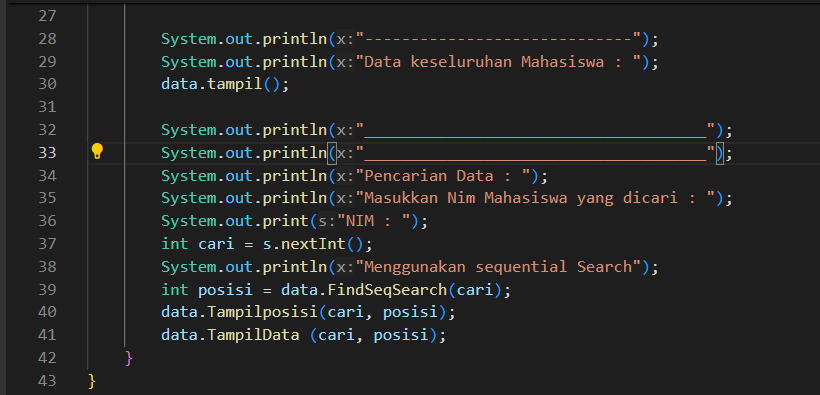 27
28 System.out.println(x:"-----------------------------");
29 System.out.println(x:"Data keseluruhan Mahasiswa : ");
30 data.tampil();
31
32 System.out.println(x:"_____________________________________");
33 System.out.println(x:"_____________________________________");
34 System.out.println(x:"Pencarian Data : ");
35 System.out.println(x:"Masukkan Nim Mahasiswa yang dicari : ");
36 System.out.print(s:"NIM : ");
37 int cari = s.nextInt();
38 System.out.println(x:"Menggunakan sequential Search");
39 int posisi = data.FindSeqSearch(cari);
40 data.Tampilposisi(cari, posisi);
41 data.TampilData (cari, posisi);
42 }
43 }